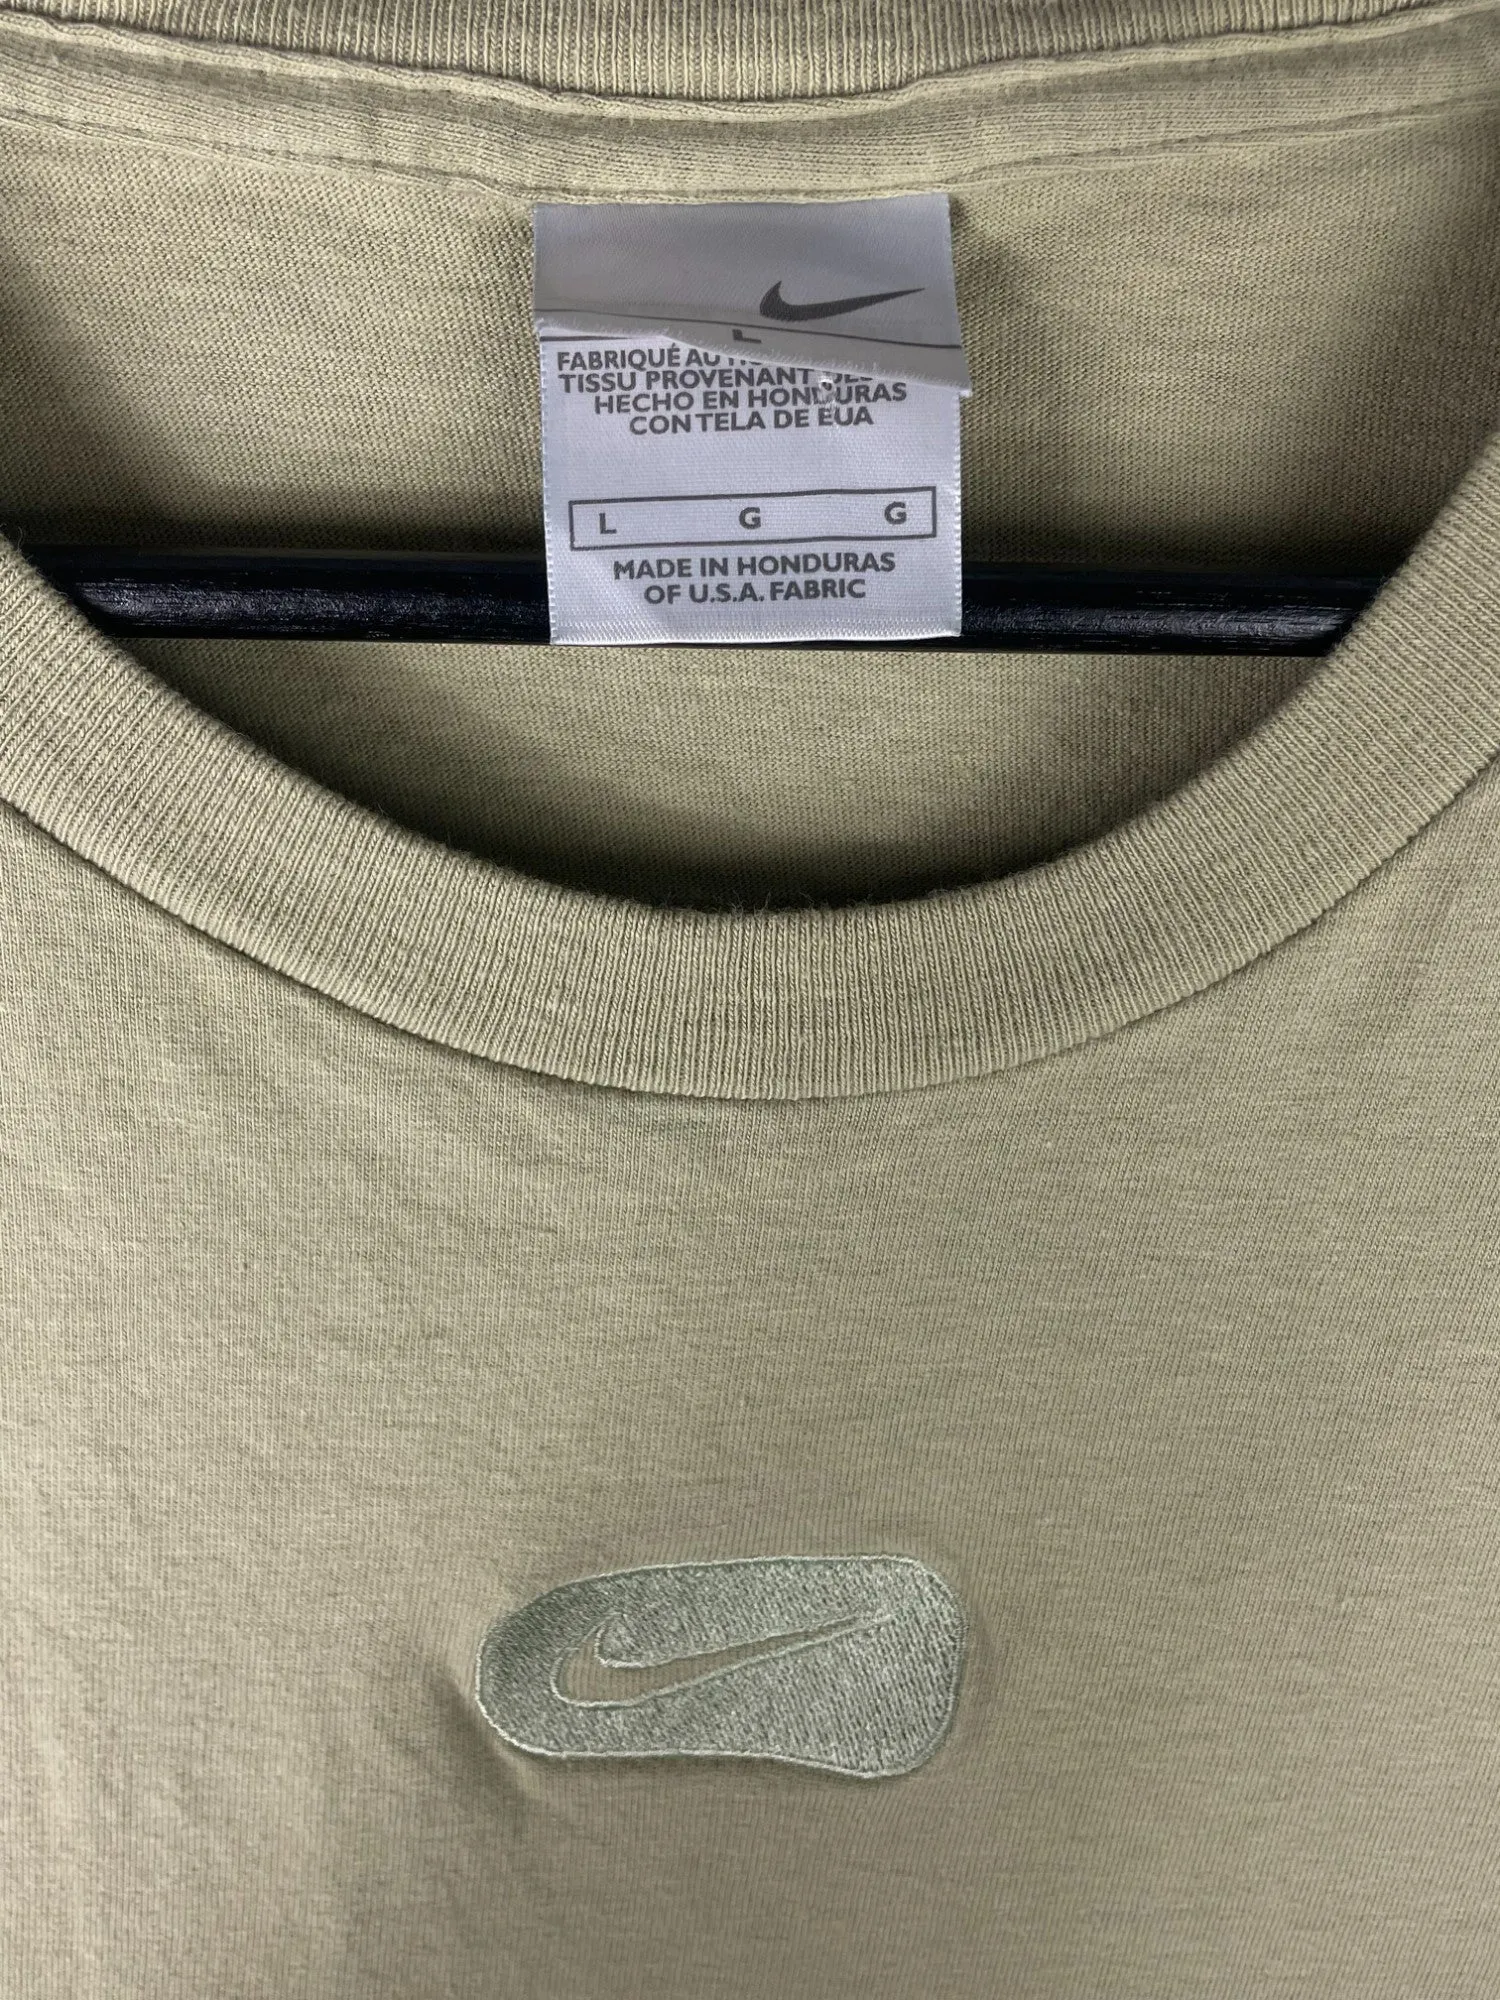 L
FABRIQUÉ AU
TISSU PROVENANT
HECHO EN HONDURAS
CON TELA DE EUA
L G G
MADE IN HONDURAS
OF U.S.A. FABRIC